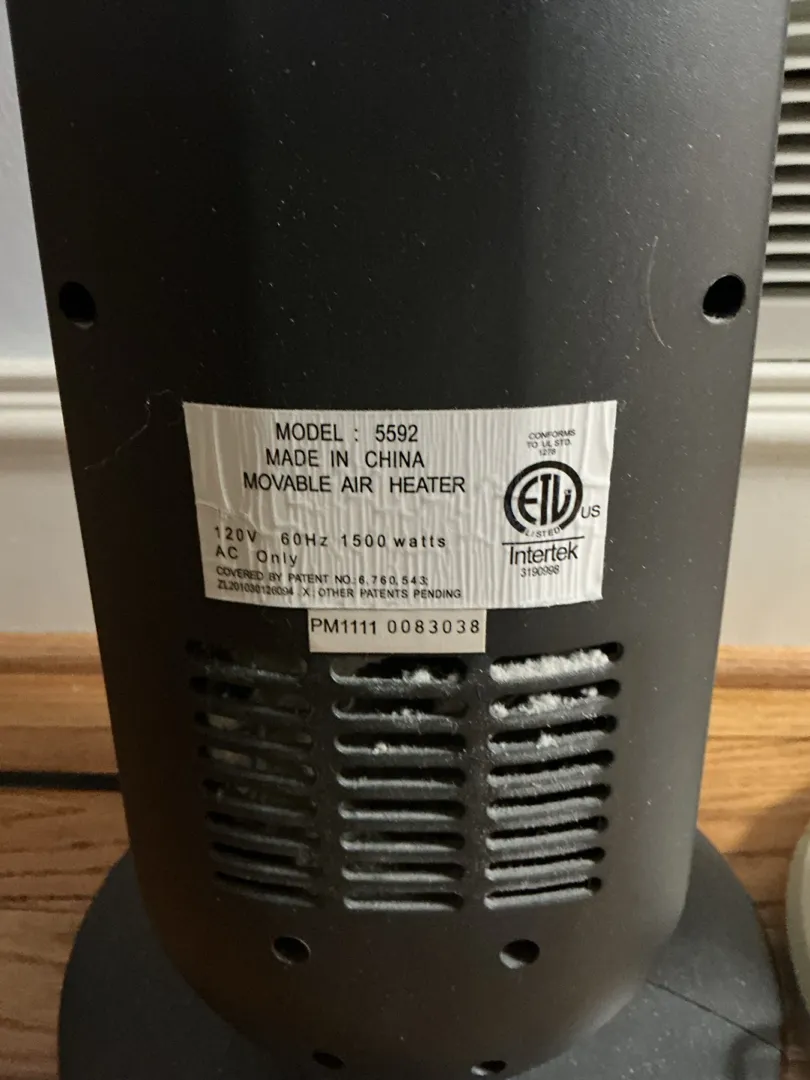 MODEL : 5592
MADE IN CHINA
MOVABLE AIR HEATER
120V 60Hz 1500 watts
AC Only
COVERED BY PATENT NO.: 6,760,543;
ZL201030126094 .X; OTHER PATENTS PENDING
CONFORMS
TO UL STD.
1278
ETL
US
LISTED
Intertek
3190998
PM1111 0083038